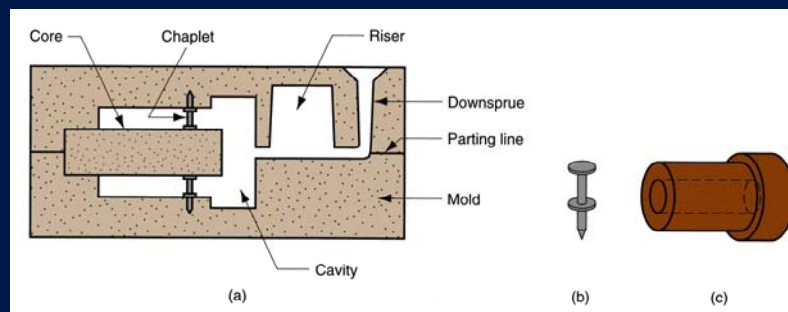 Core
Chaplet
Riser
Downsprue
Parting line
Mold
Cavity
(a)
(b)
(c)